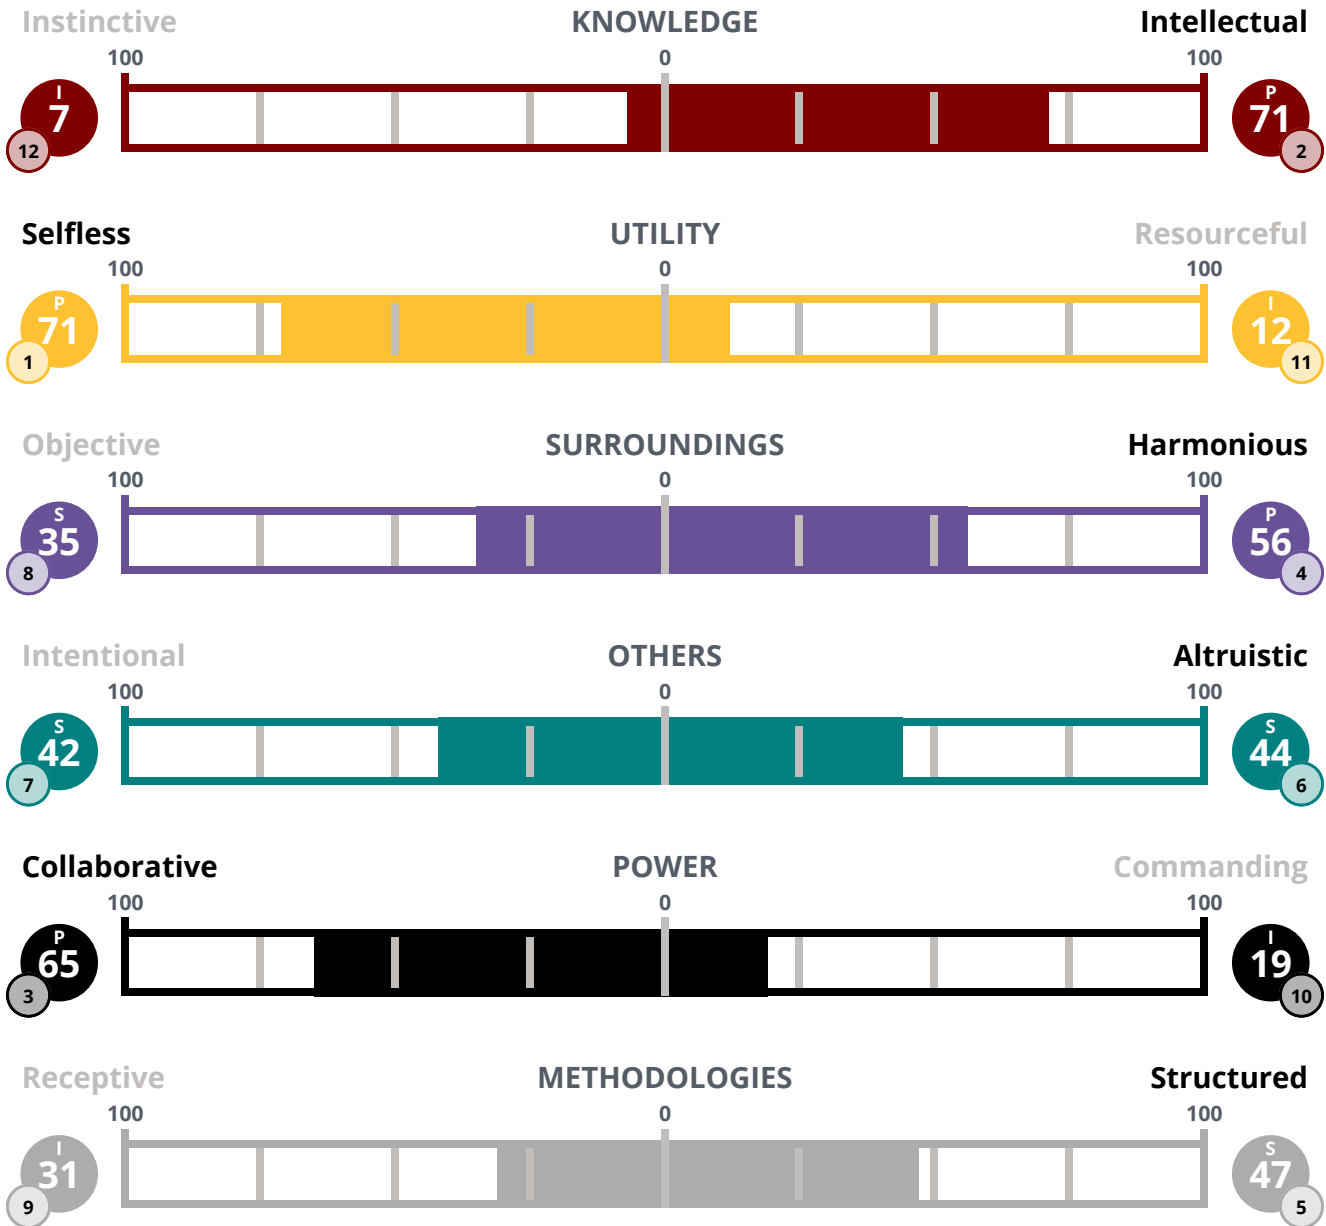 Instinctive KNOWLEDGE Intellectual
100 0 100
I P
7 71
12 2
Selfless UTILITY Resourceful
100 0 100
P I
71 12
1 11
Objective SURROUNDINGS Harmonious
100 0 100
S P
35 56
8 4
Intentional OTHERS Altruistic
100 0 100
S S
42 44
7 6
Collaborative POWER Commanding
100 0 100
P I
65 19
3 10
Receptive METHODOLOGIES Structured
100 0 100
I S
31 47
9 5